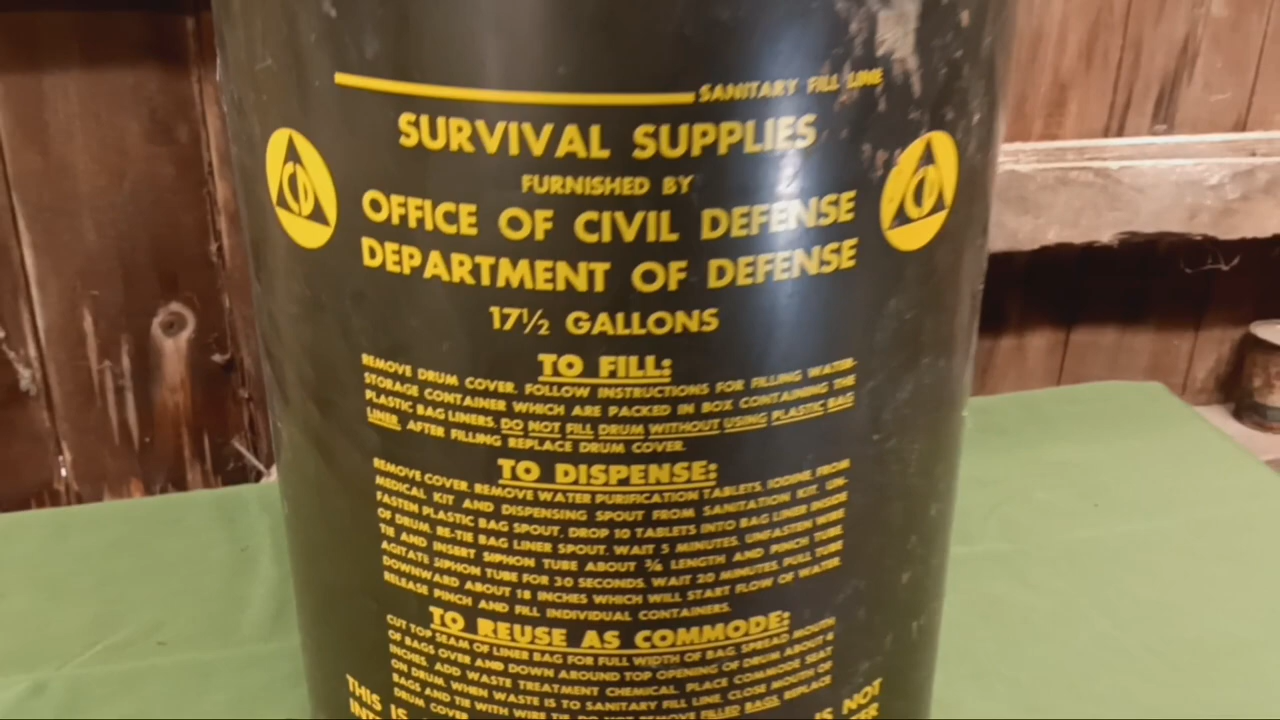 SANITARY FILL LINE
SURVIVAL SUPPLIES
FURNISHED BY
CD
CD
OFFICE OF CIVIL DEFENSE
DEPARTMENT OF DEFENSE
17½ GALLONS
TO FILL:
REMOVE DRUM COVER. FOLLOW INSTRUCTIONS FOR FILLING WATER-
STORAGE CONTAINER WHICH ARE PACKED IN BOX CONTAINING THE
PLASTIC BAG LINERS. DO NOT FILL DRUM WITHOUT USING PLASTIC BAG
LINER. AFTER FILLING REPLACE DRUM COVER.
TO DISPENSE:
REMOVE COVER. REMOVE WATER PURIFICATION TABLETS, IODINE, FROM
MEDICAL KIT AND DISPENSING SPOUT FROM SANITATION KIT. UN-
FASTEN PLASTIC BAG SPOUT, DROP 10 TABLETS INTO BAG LINER INSIDE
OF DRUM. RE-TIE BAG LINER SPOUT. WAIT 5 MINUTES. UNFASTEN WIRE
TIE AND INSERT SIPHON TUBE ABOUT ¾ LENGTH AND PINCH TUBE
AGITATE SIPHON TUBE FOR 30 SECONDS. WAIT 20 MINUTES. PULL TUBE
DOWNWARD ABOUT 18 INCHES WHICH WILL START FLOW OF WATER.
RELEASE PINCH AND FILL INDIVIDUAL CONTAINERS.
TO REUSE AS COMMODE:
CUT TOP SEAM OF LINER BAG FOR FULL WIDTH OF BAG. SPREAD MOUTH
OF BAGS OVER AND DOWN AROUND TOP OPENING OF DRUM ABOUT 4
INCHES. ADD WASTE TREATMENT CHEMICAL. PLACE COMMODE SEAT
ON DRUM. WHEN WASTE IS TO SANITARY FILL LINE, CLOSE MOUTH OF
BAGS AND TIE WITH WIRE TIE. DO NOT REMOVE FILLED BAGS. REPLACE
DRUM COVER.
THIS IS NOT